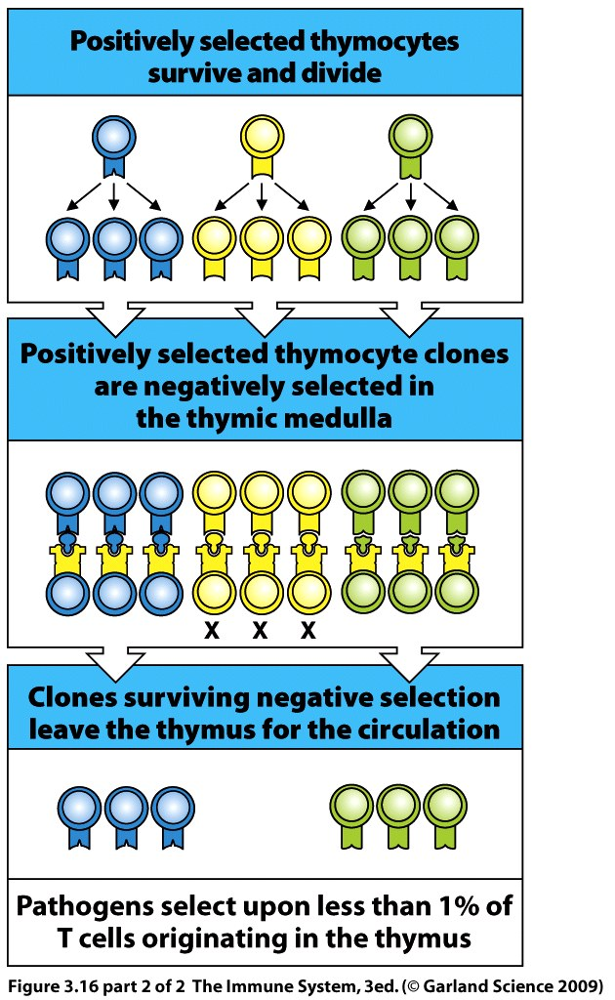 Positively selected thymocytes
survive and divide
Positively selected thymocyte clones
are negatively selected in
the thymic medulla
X X X
Clones surviving negative selection
leave the thymus for the circulation
Pathogens select upon less than 1% of
T cells originating in the thymus
Figure 3.16 part 2 of 2 The Immune System, 3ed. (© Garland Science 2009)